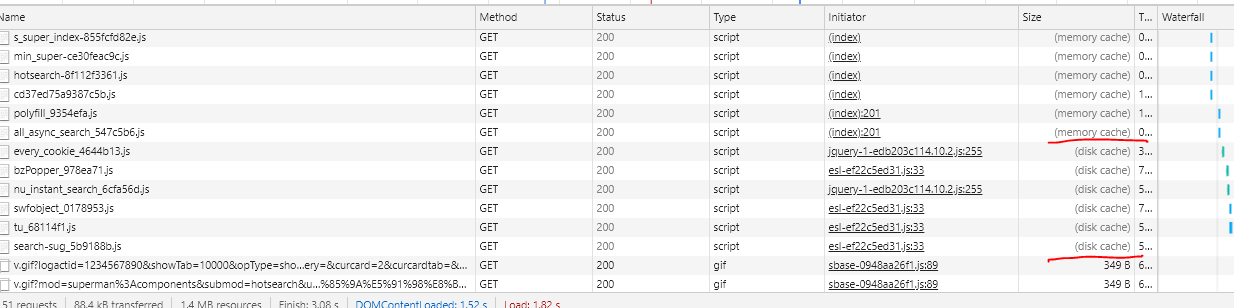 Name Method Status Type Initiator Size T... Waterfall
s_super_index-855fcfd82e.js GET 200 script (index) (memory cache) 0...
min_super-ce30feac9c.js GET 200 script (index) (memory cache) 0...
hotsearch-8f112f3361.js GET 200 script (index) (memory cache) 0...
cd37ed75a9387c5b.js GET 200 script (index) (memory cache) 1...
polyfill_9354efa.js GET 200 script (index):201 (memory cache) 1...
all_async_search_547c5b6.js GET 200 script (index):201 (memory cache) 0...
every_cookie_4644b13.js GET 200 script jquery-1-edb203c114.10.2.js:255 (disk cache) 3...
bzPopper_978ea71.js GET 200 script esl-ef22c5ed31.js:33 (disk cache) 7...
nu_instant_search_6cfa56d.js GET 200 script jquery-1-edb203c114.10.2.js:255 (disk cache) 5...
swfobject_0178953.js GET 200 script esl-ef22c5ed31.js:33 (disk cache) 7...
tu_68114f1.js GET 200 script esl-ef22c5ed31.js:33 (disk cache) 5...
search-sug_5b9188b.js GET 200 script esl-ef22c5ed31.js:33 (disk cache) 5...
v.gif?logactid=1234567890&showTab=10000&opType=sho...ery=&curcard=2&curcardtab=&... GET 200 gif sbase-0948aa26f1.js:89 349 B 6...
v.gif?mod=superman%3Acomponents&submod=hotsearch&u...%85%9A%E5%91%98%E8%B... GET 200 gif sbase-0948aa26f1.js:89 349 B 6...
51 requests 88.4 kB transferred 1.4 MB resources Finish: 3.08 s DOMContentLoaded: 1.52 s Load: 1.82 s